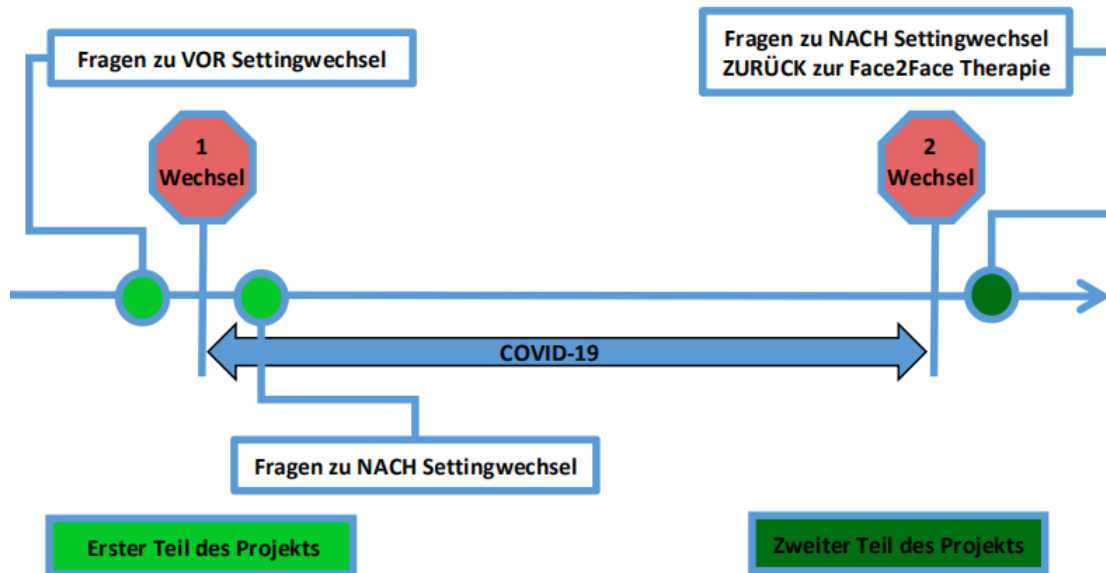 Fragen zu VOR Settingwechsel
Fragen zu NACH Settingwechsel
ZURÜCK zur Face2Face Therapie
1
Wechsel
2
Wechsel
COVID-19
Fragen zu NACH Settingwechsel
Erster Teil des Projekts
Zweiter Teil des Projekts